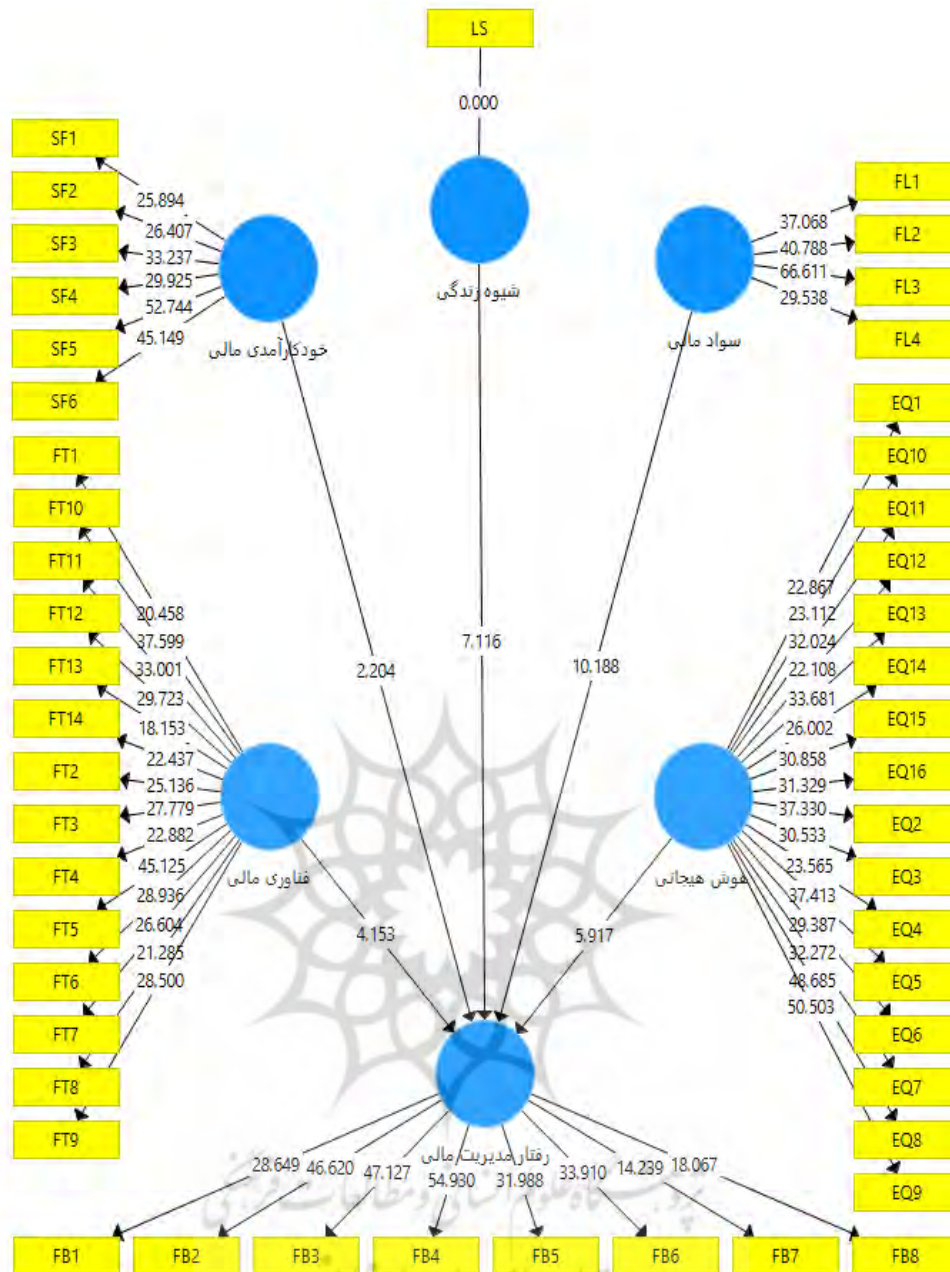 LS
0.000
شیوه زندگی
SF1
SF2
SF3
SF4
SF5
SF6
25.894
26.407
33.237
29.925
52.744
45.149
خودکارآمدی مالی
FL1
FL2
FL3
FL4
37.068
40.788
66.611
29.538
سواد مالی
FT1
FT10
FT11
FT12
FT13
FT14
FT2
FT3
FT4
FT5
FT6
FT7
FT8
FT9
20.458
37.599
33.001
29.723
18.153
22.437
25.136
27.779
22.882
45.125
28.936
26.604
21.285
28.500
فناوری مالی
EQ1
EQ10
EQ11
EQ12
EQ13
EQ14
EQ15
EQ16
EQ2
EQ3
EQ4
EQ5
EQ6
EQ7
EQ8
EQ9
22.867
23.112
32.024
22.108
33.681
26.002
30.858
31.329
37.330
30.533
23.565
37.413
29.387
32.272
48.685
50.503
هوش هیجانی
2.204
7.116
10.188
4.153
5.917
رفتار مدیریت مالی
28.649
46.620
47.127
54.930
31.988
33.910
14.239
18.067
پژوهشگاه علوم انسانی و مطالعات فرهنگی
FB1
FB2
FB3
FB4
FB5
FB6
FB7
FB8